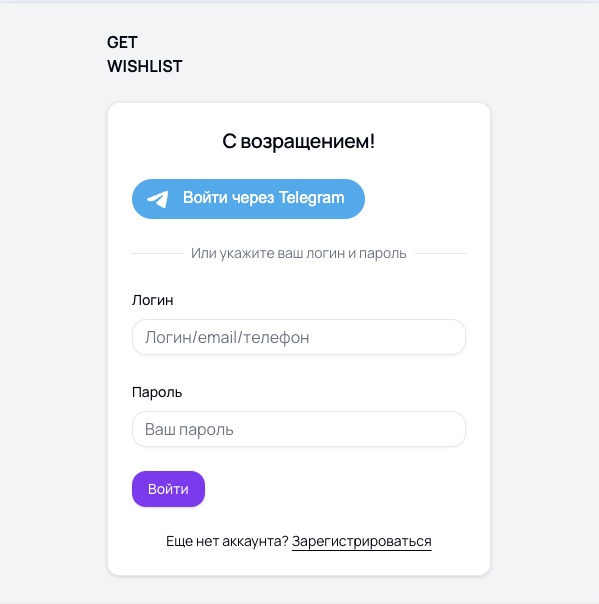 GET
WISHLIST
С возращением!
Войти через Telegram
Или укажите ваш логин и пароль
Логин
Логин/email/телефон
Пароль
Ваш пароль
Войти
Еще нет аккаунта? Зарегистрироваться